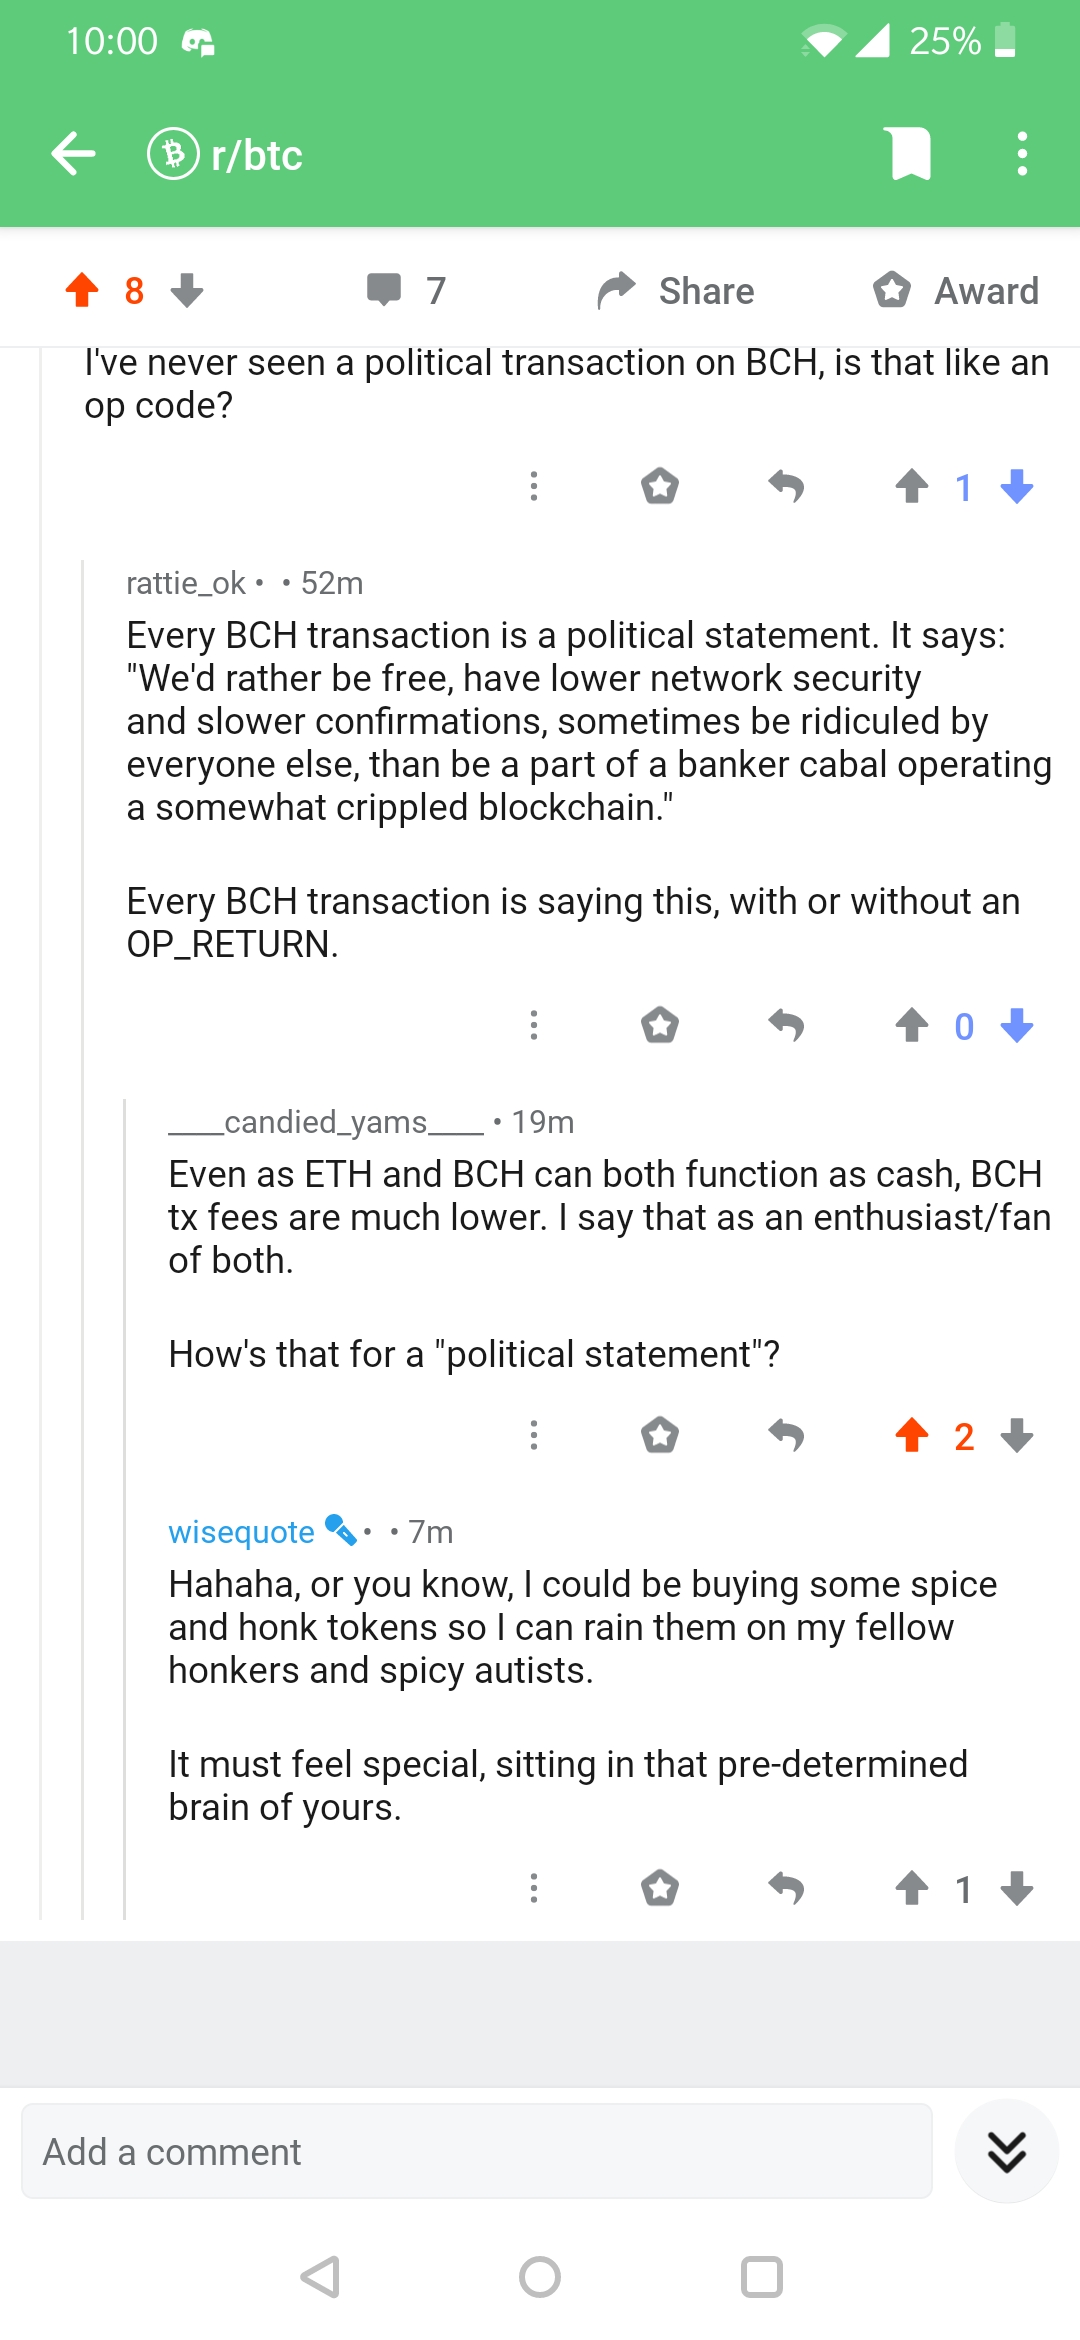 10:00
25%
r/btc
8
7
Share
Award
I've never seen a political transaction on BCH, is that like an
op code?
1
rattie_ok • • 52m
Every BCH transaction is a political statement. It says:
"We'd rather be free, have lower network security
and slower confirmations, sometimes be ridiculed by
everyone else, than be a part of a banker cabal operating
a somewhat crippled blockchain."
Every BCH transaction is saying this, with or without an
OP_RETURN.
0
____candied_yams____ • 19m
Even as ETH and BCH can both function as cash, BCH
tx fees are much lower. I say that as an enthusiast/fan
of both.
How's that for a "political statement"?
2
wisequote • • 7m
Hahaha, or you know, I could be buying some spice
and honk tokens so I can rain them on my fellow
honkers and spicy autists.
It must feel special, sitting in that pre-determined
brain of yours.
1
Add a comment